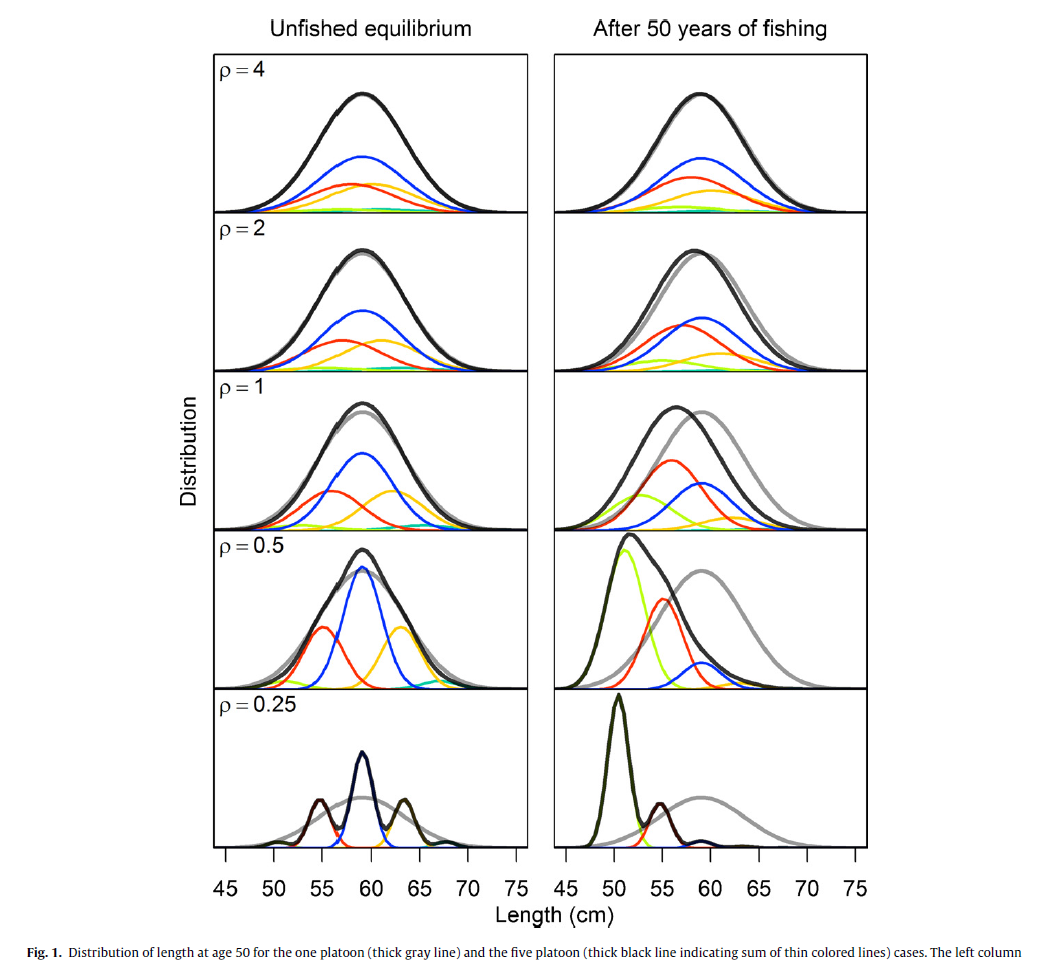 Unfished equilibrium
After 50 years of fishing
ρ = 4
ρ = 2
ρ = 1
ρ = 0.5
ρ = 0.25
Distribution
45 50 55 60 65 70 75
45 50 55 60 65 70 75
Length (cm)
Fig. 1. Distribution of length at age 50 for the one platoon (thick gray line) and the five platoon (thick black line indicating sum of thin colored lines) cases. The left column